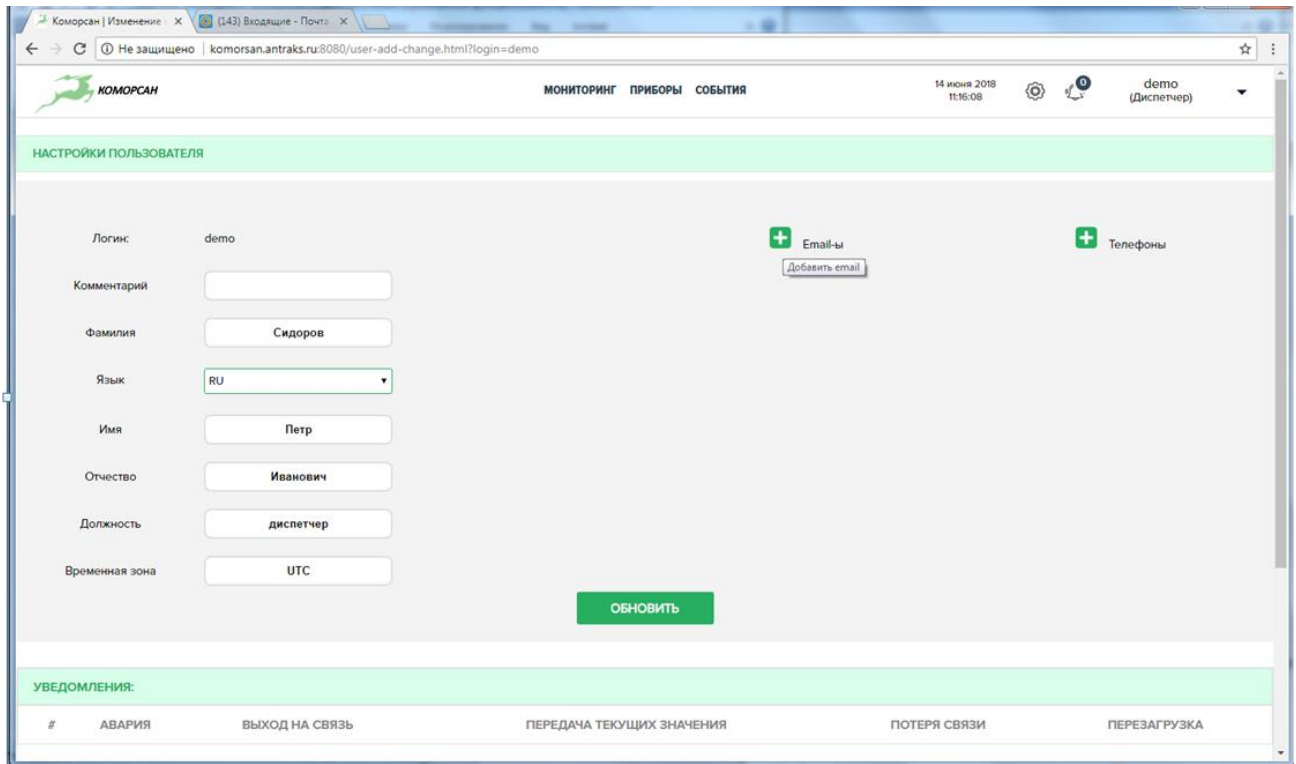 Коморсан | Изменение
(143) Входящие - Почта
Не защищено | komorsan.antraks.ru:8080/user-add-change.html?login=demo
КОМОРСАН
МОНИТОРИНГ ПРИБОРЫ СОБЫТИЯ
14 июня 2018
11:16:08
0
demo
(Диспетчер)
НАСТРОЙКИ ПОЛЬЗОВАТЕЛЯ
Логин: demo
Email-ы
Телефоны
Добавить email
Комментарий
Фамилия Сидоров
Язык RU
Имя Петр
Отчество Иванович
Должность диспетчер
Временная зона UTC
ОБНОВИТЬ
УВЕДОМЛЕНИЯ:
# АВАРИЯ ВЫХОД НА СВЯЗЬ ПЕРЕДАЧА ТЕКУЩИХ ЗНАЧЕНИЯ ПОТЕРЯ СВЯЗИ ПЕРЕЗАГРУЗКА